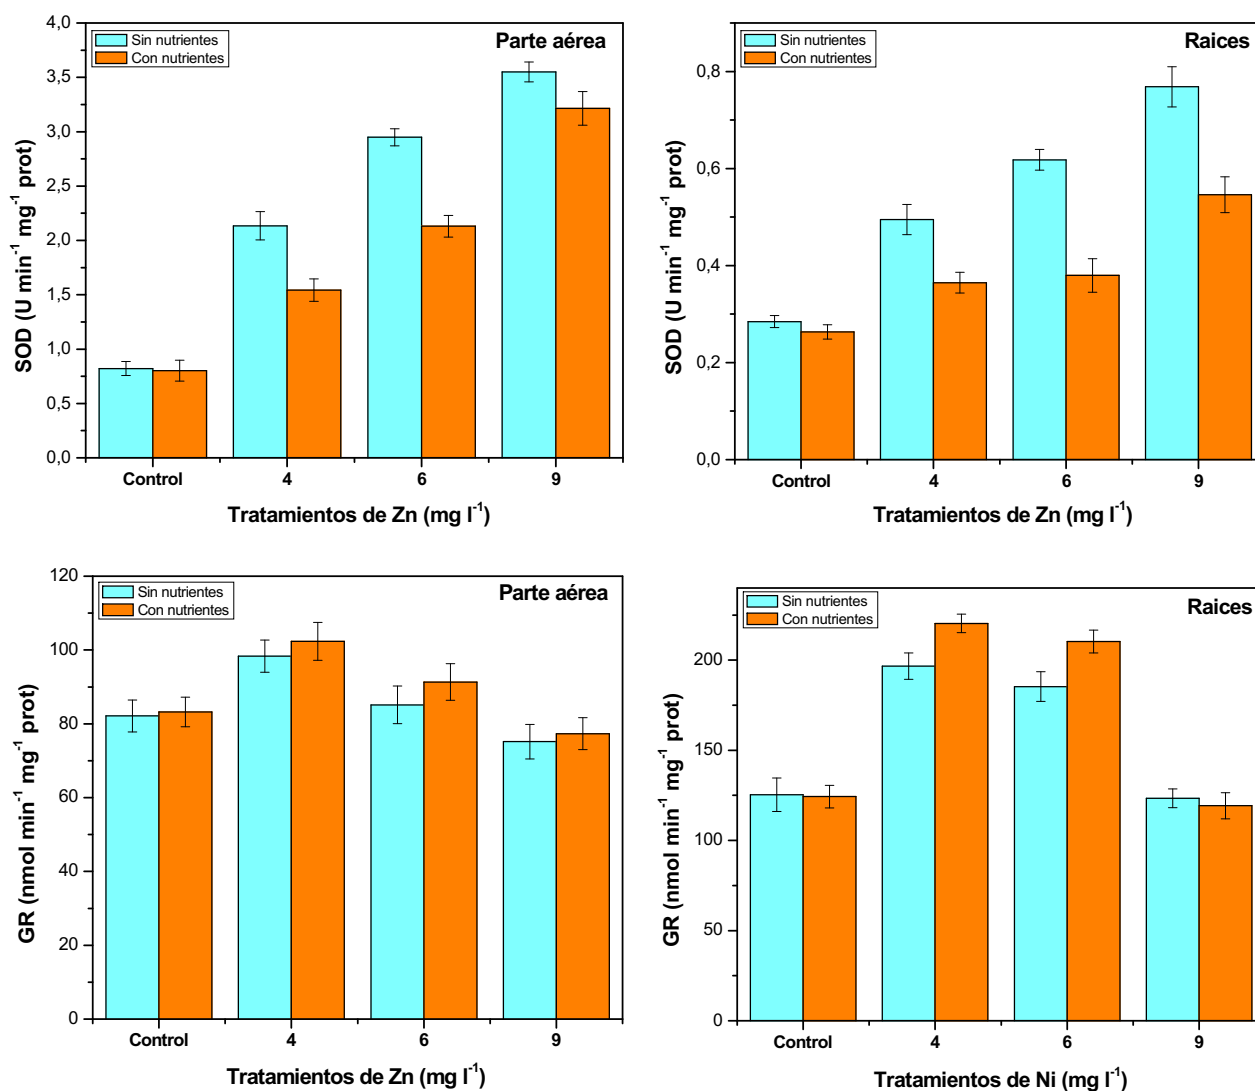 4,0
3,5
3,0
2,5
2,0
1,5
1,0
0,5
0,0
SOD (U min⁻¹ mg⁻¹ prot)
Sin nutrientes
Con nutrientes
Parte aérea
Control 4 6 9
Tratamientos de Zn (mg l⁻¹)
0,8
0,6
0,4
0,2
0,0
SOD (U min⁻¹ mg⁻¹ prot)
Sin nutrientes
Con nutrientes
Raices
Control 4 6 9
Tratamientos de Zn (mg l⁻¹)
120
100
80
60
40
20
0
GR (nmol min⁻¹ mg⁻¹ prot)
Sin nutrientes
Con nutrientes
Parte aérea
Control 4 6 9
Tratamientos de Zn (mg l⁻¹)
200
150
100
50
0
GR (nmol min⁻¹ mg⁻¹ prot)
Sin nutrientes
Con nutrientes
Raices
Control 4 6 9
Tratamientos de Ni (mg l⁻¹)